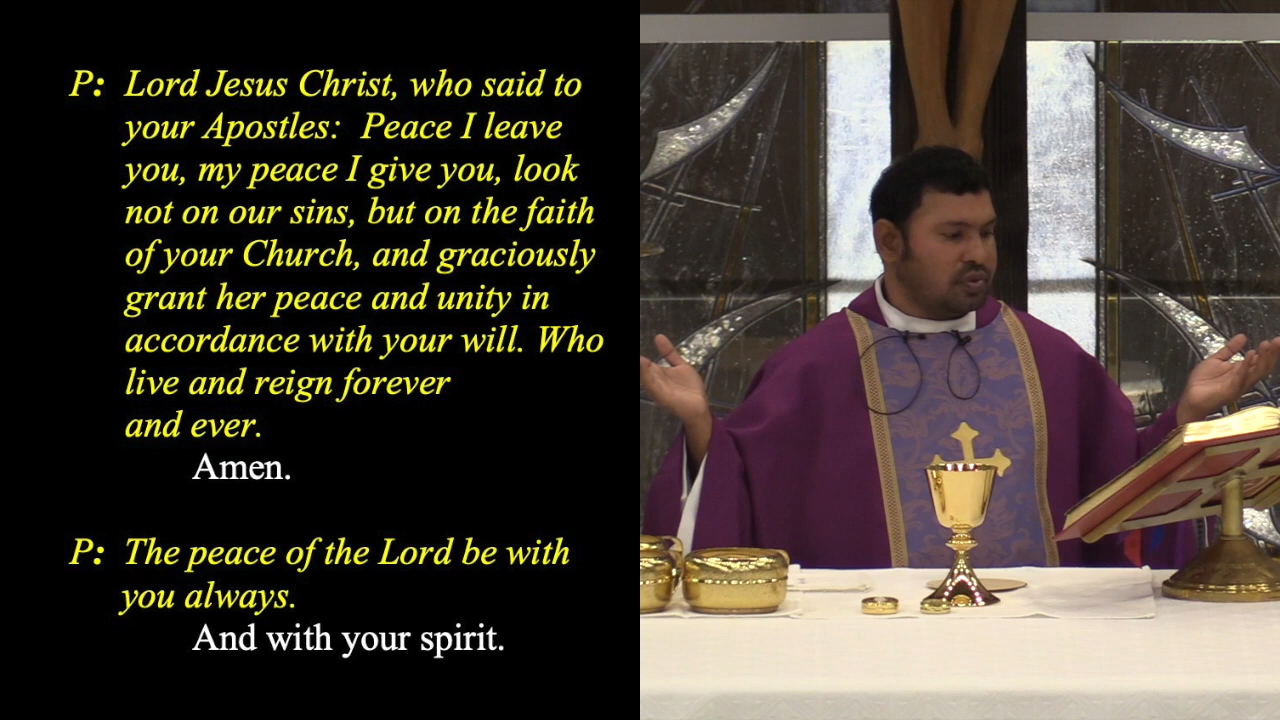 P: Lord Jesus Christ, who said to
your Apostles: Peace I leave
you, my peace I give you, look
not on our sins, but on the faith
of your Church, and graciously
grant her peace and unity in
accordance with your will. Who
live and reign forever
and ever.
Amen.
P: The peace of the Lord be with
you always.
And with your spirit.